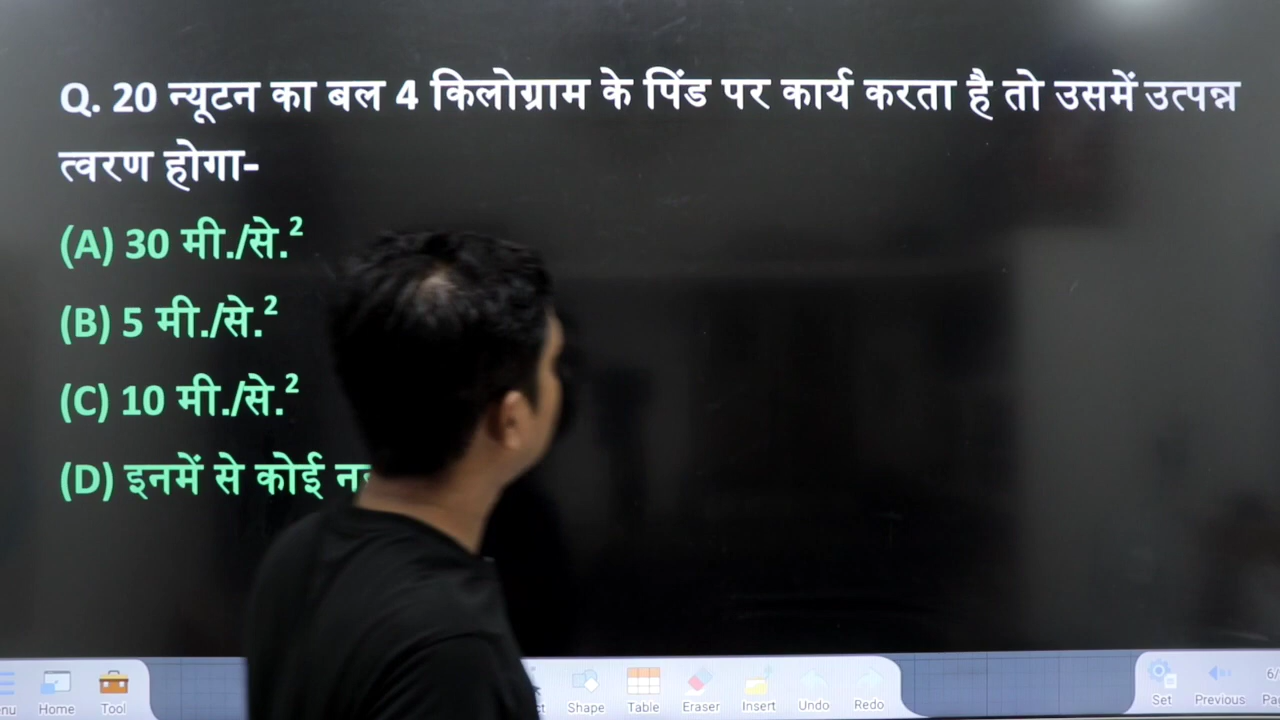 Q. 20 न्यूटन का बल 4 किलोग्राम के पिंड पर कार्य करता है तो उसमें उत्पन्न
त्वरण होगा-
(A) 30 मी./से.²
(B) 5 मी./से.²
(C) 10 मी./से.²
(D) इनमें से कोई
Home Tool Shape Table Eraser Insert Undo Redo Set Previous